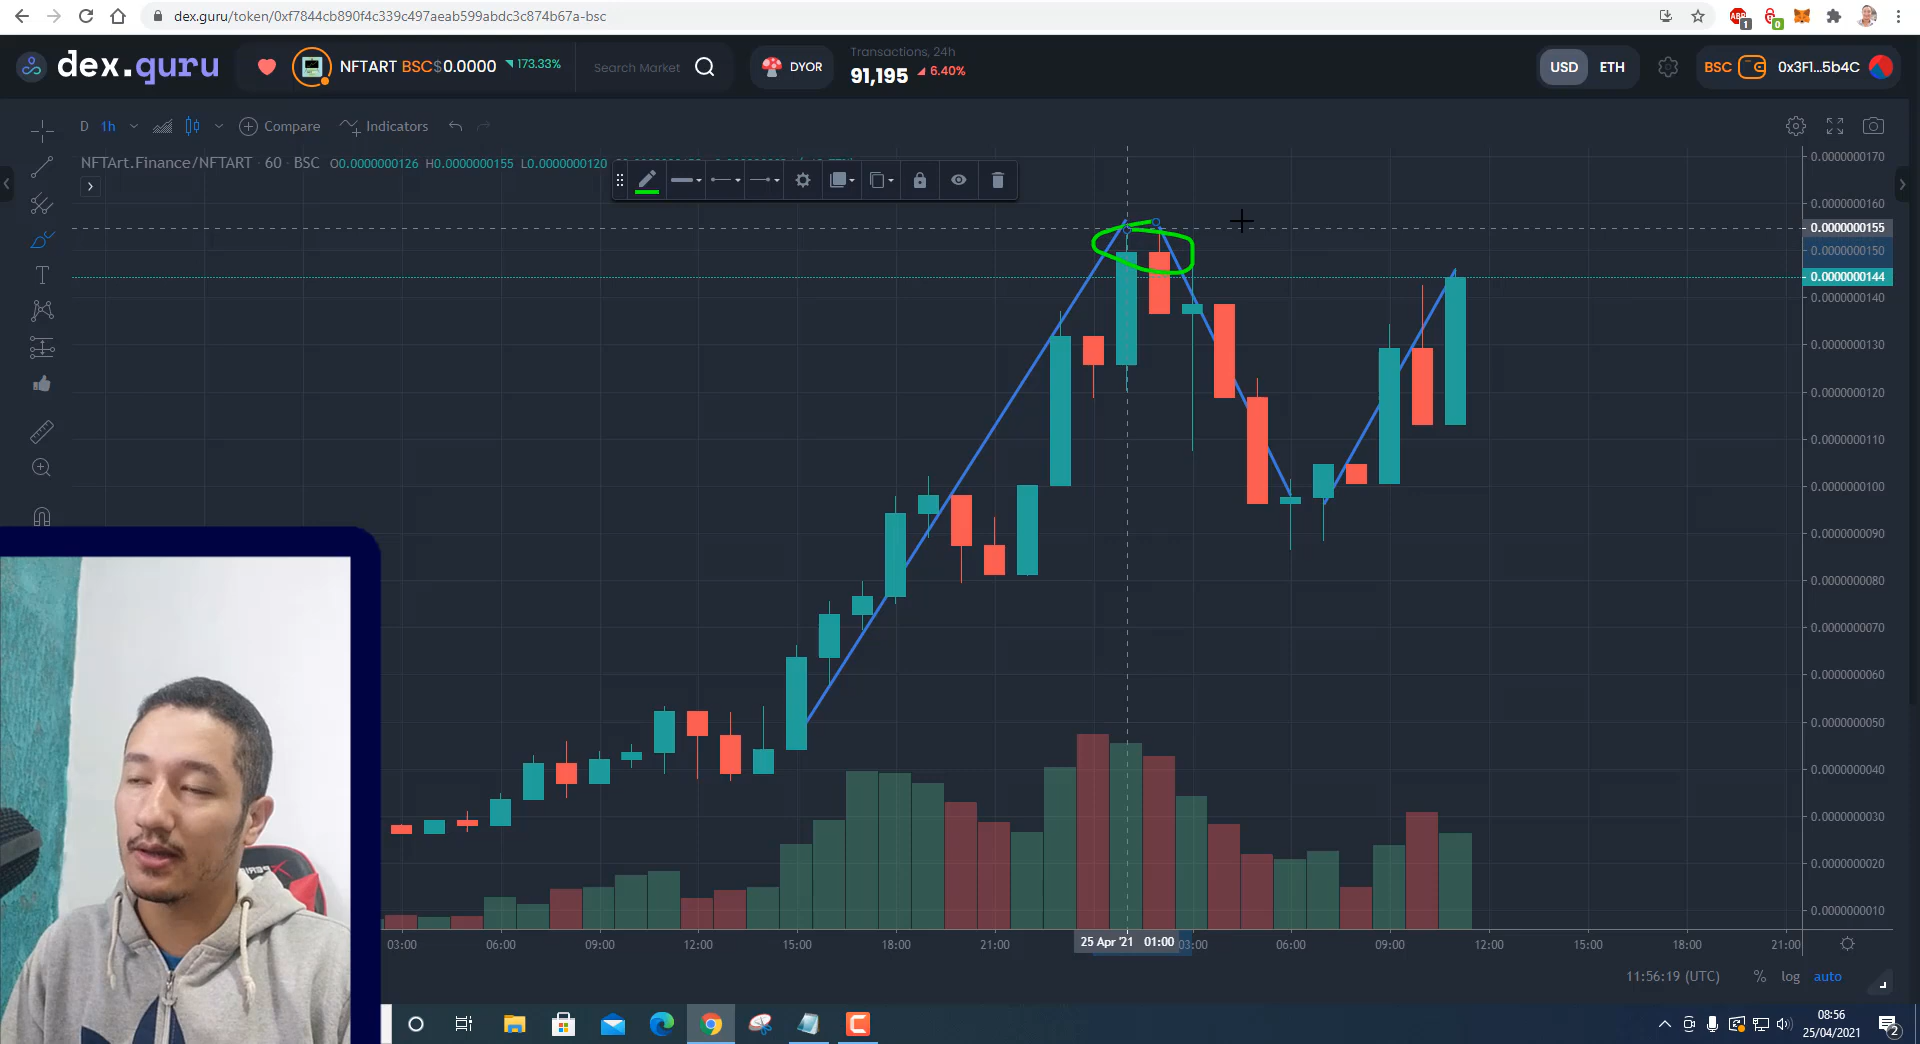 dex.guru/token/0xf7844cb890f4c339c497aeab599abdc3c874b67a-bsc
ABP
1
0
dex.guru
NFTART BSC $0.0000 173.33%
Search Market
DYOR
Transactions, 24h
91,195 6.40%
USD ETH
BSC 0x3F1...5b4C
D 1h Compare Indicators
NFTArt.Finance/NFTART · 60 · BSC O0.0000000126 H0.0000000155 L0.0000000120
T
0.0000000170
0.0000000160
0.0000000155
0.0000000150
0.0000000144
0.0000000140
0.0000000130
0.0000000120
0.0000000110
0.0000000100
0.0000000090
0.0000000080
0.0000000070
0.0000000060
0.0000000050
0.0000000040
0.0000000030
0.0000000020
0.0000000010
03:00 06:00 09:00 12:00 15:00 18:00 21:00 25 Apr '21 01:00 03:00 06:00 09:00 12:00 15:00 18:00 21:00
11:56:19 (UTC) % log auto
08:56
25/04/2021
2